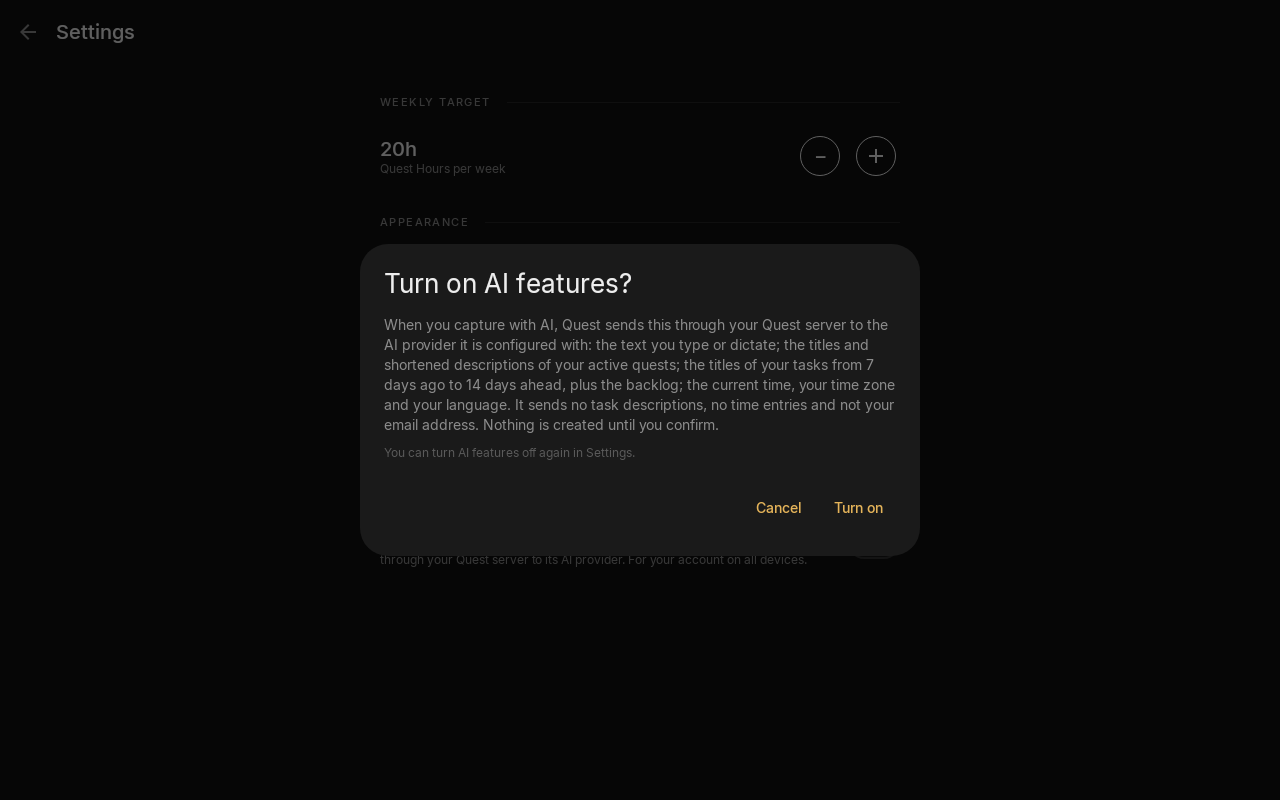 Settings
WEEKLY TARGET
20h
Quest Hours per week
APPEARANCE
Turn on AI features?
When you capture with AI, Quest sends this through your Quest server to the
AI provider it is configured with: the text you type or dictate; the titles and
shortened descriptions of your active quests; the titles of your tasks from 7
days ago to 14 days ahead, plus the backlog; the current time, your time zone
and your language. It sends no task descriptions, no time entries and not your
email address. Nothing is created until you confirm.
You can turn AI features off again in Settings.
Cancel Turn on
through your Quest server to its AI provider. For your account on all devices.